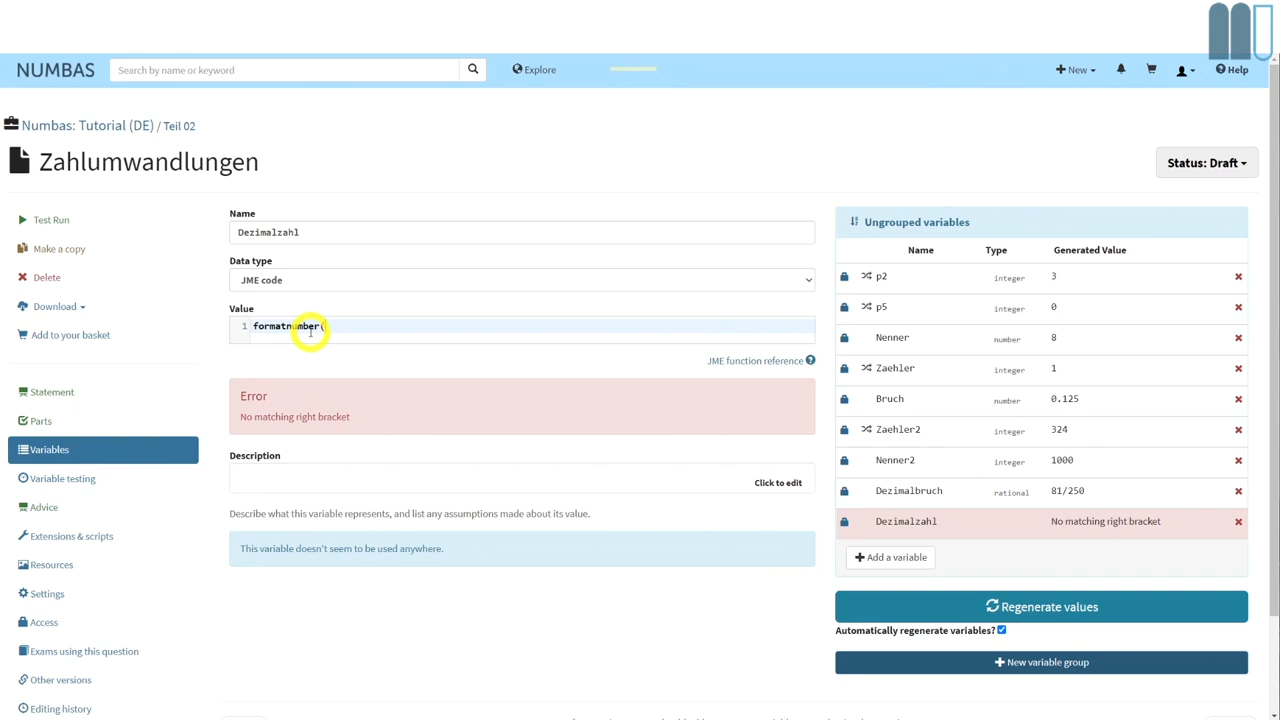 NUMBAS
Search by name or keyword
Explore
New
Help
Numbas: Tutorial (DE) / Teil 02
Zahlumwandlungen
Status: Draft
Test Run
Make a copy
Delete
Download
Add to your basket
Statement
Parts
Variables
Variable testing
Advice
Extensions & scripts
Resources
Settings
Access
Exams using this question
Other versions
Editing history
Name
Dezimalzahl
Data type
JME code
Value
1 formatnumber(
JME function reference
Error
No matching right bracket
Description
Click to edit
Describe what this variable represents, and list any assumptions made about its value.
This variable doesn't seem to be used anywhere.
Ungrouped variables
Name Type Generated Value
p2 integer 3
p5 integer 0
Nenner number 8
Zaehler integer 1
Bruch number 0.125
Zaehler2 integer 324
Nenner2 integer 1000
Dezimalbruch rational 81/250
Dezimalzahl No matching right bracket
Add a variable
Regenerate values
Automatically regenerate variables?
New variable group